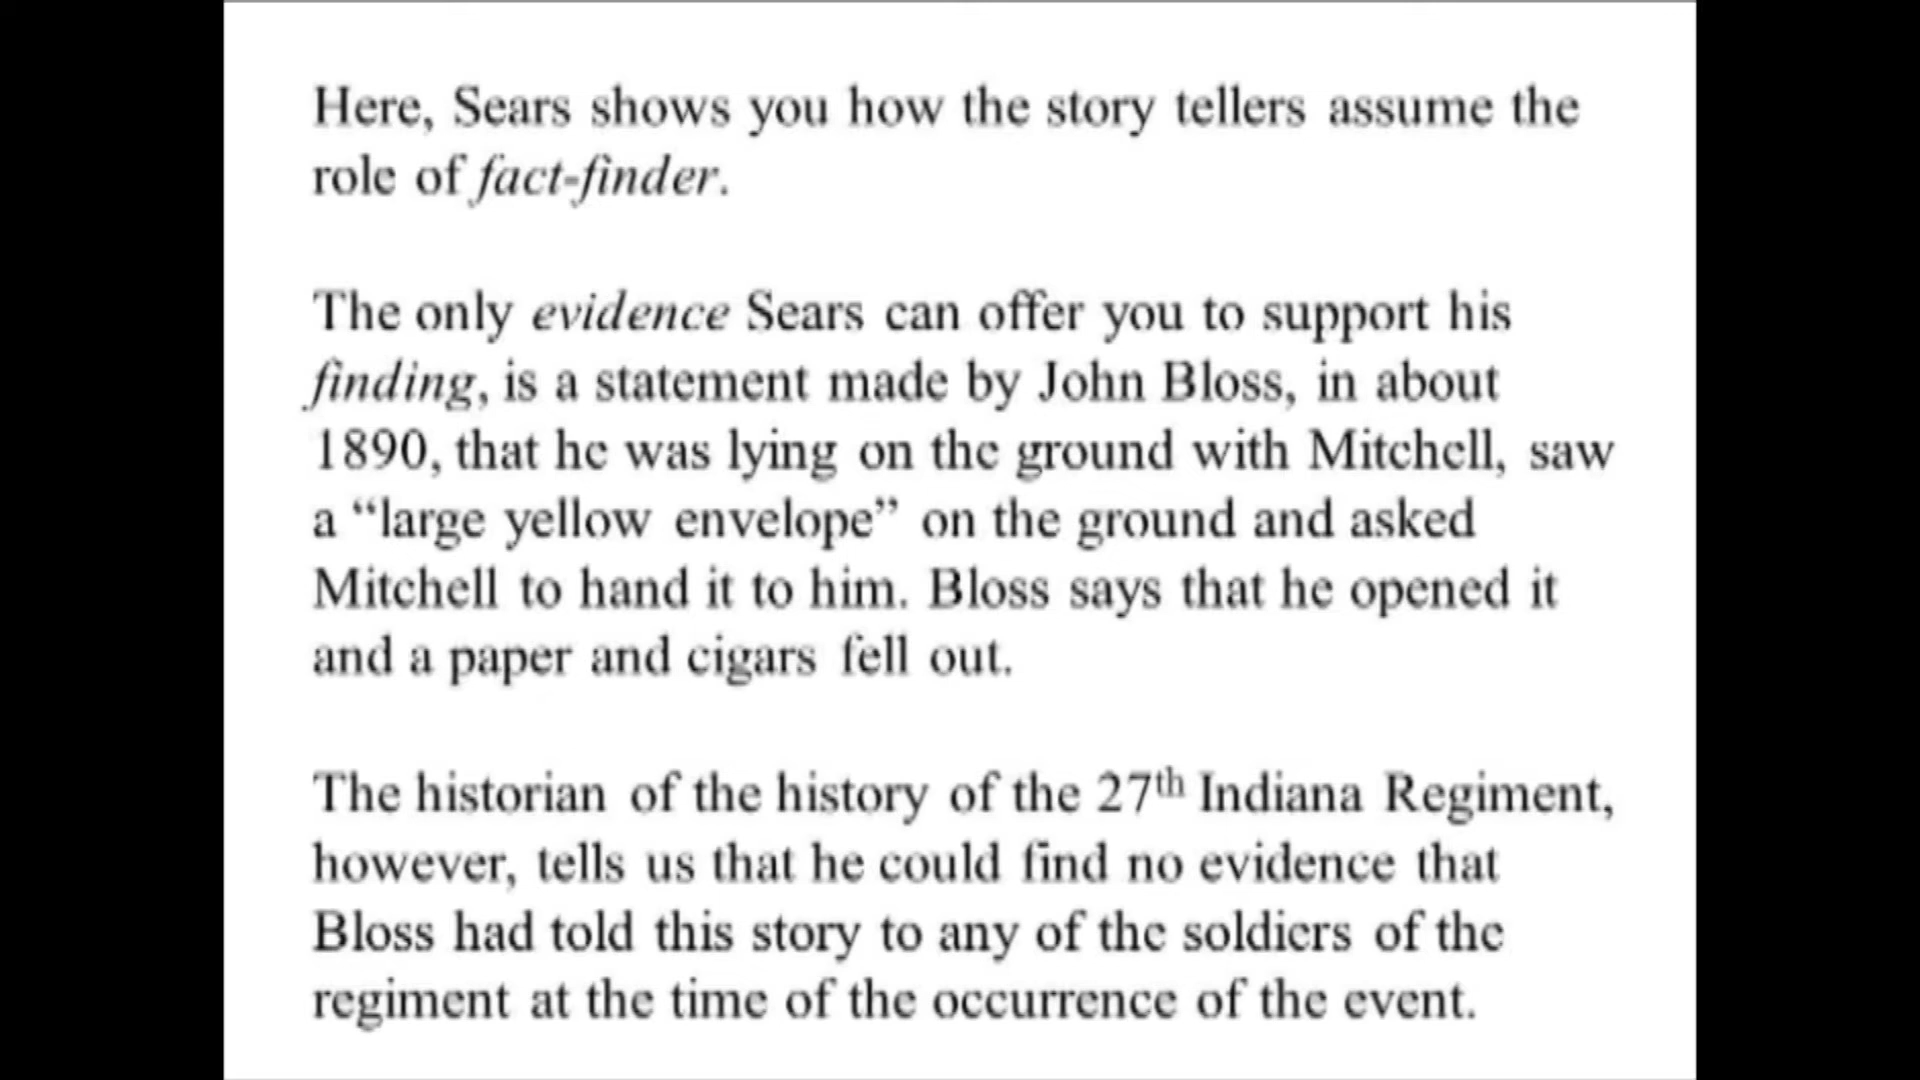 Here, Sears shows you how the story tellers assume the
role of fact-finder.
The only evidence Sears can offer you to support his
finding, is a statement made by John Bloss, in about
1890, that he was lying on the ground with Mitchell, saw
a “large yellow envelope” on the ground and asked
Mitchell to hand it to him. Bloss says that he opened it
and a paper and cigars fell out.
The historian of the history of the 27th Indiana Regiment,
however, tells us that he could find no evidence that
Bloss had told this story to any of the soldiers of the
regiment at the time of the occurrence of the event.